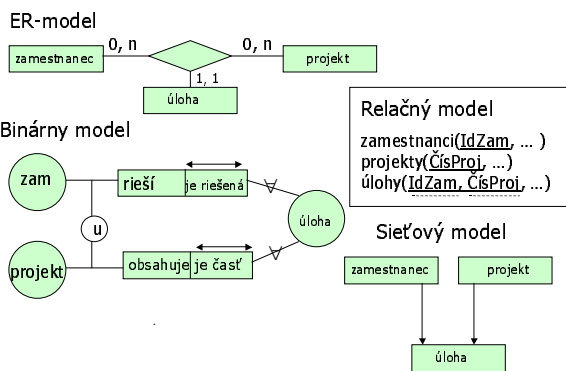 ER-model
0, n
0, n
zamestnanec
projekt
1, 1
úloha
Binárny model
zam
rieší
je riešená
∀
u
úloha
projekt
obsahuje
je časť
∀
Relačný model
zamestnanci(IdZam, ... )
projekty(ČísProj, ...)
úlohy(IdZam, ČísProj, ...)
Sieťový model
zamestnanec
projekt
úloha